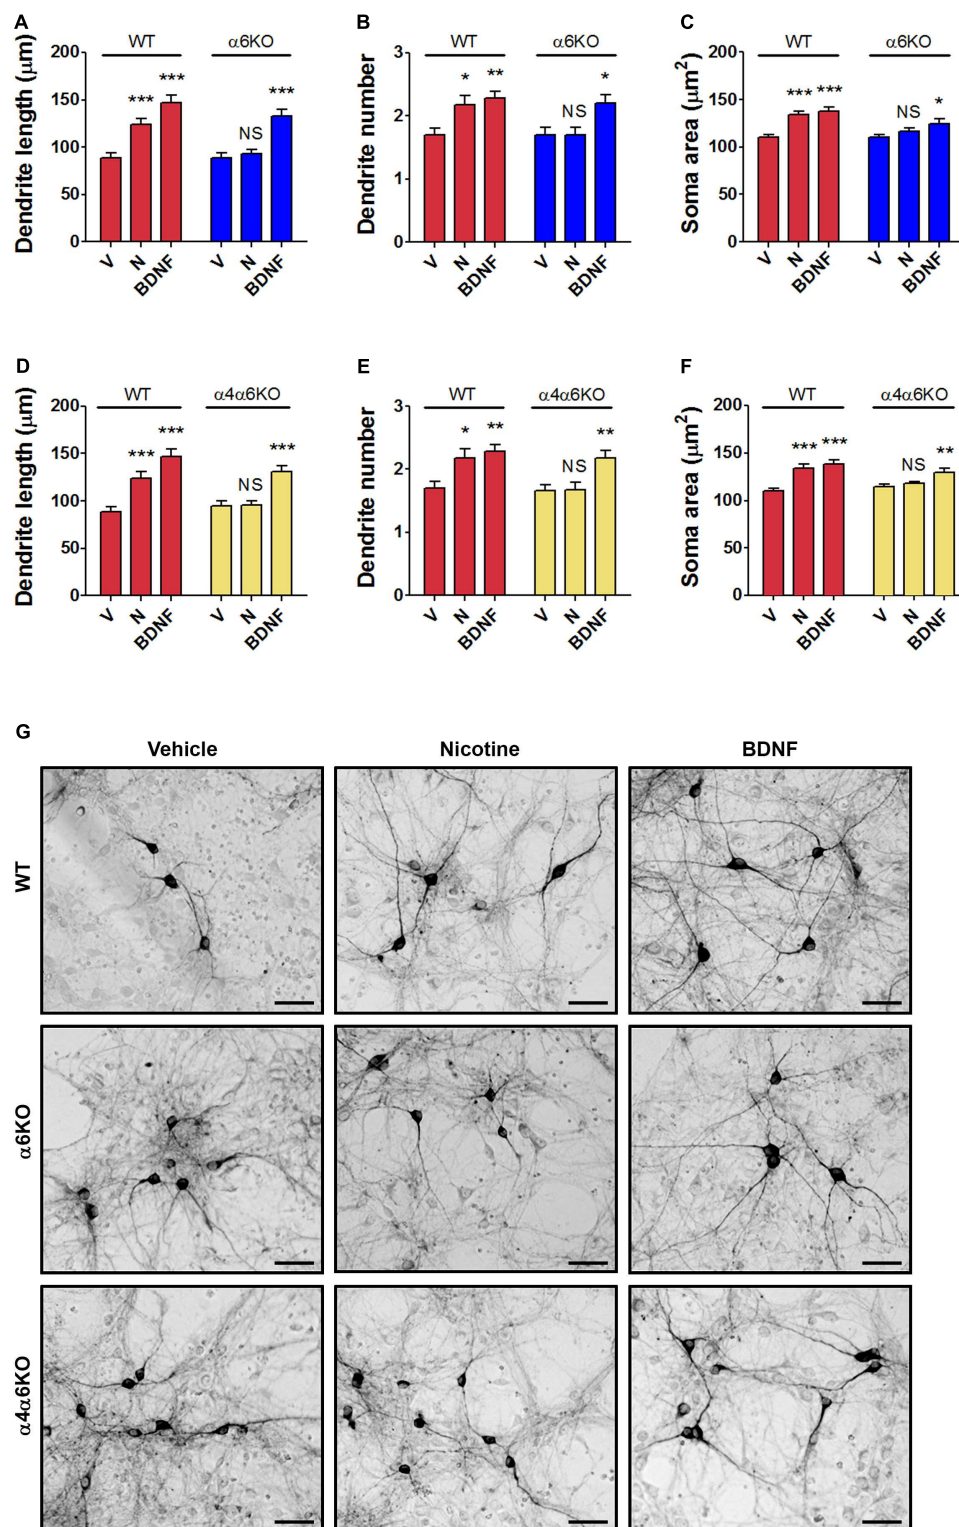 A
B
C
WT
α6KO
WT
α6KO
WT
α6KO
Dendrite length (μm)
200
150
100
50
0
***
***
NS
***
V
N
BDNF
V
N
BDNF
Dendrite number
3
2
1
0
*
**
NS
*
V
N
BDNF
V
N
BDNF
Soma area (μm²)
200
150
100
50
0
***
***
NS
*
V
N
BDNF
V
N
BDNF
D
E
F
WT
α4α6KO
WT
α4α6KO
WT
α4α6KO
Dendrite length (μm)
200
150
100
50
0
***
***
NS
***
V
N
BDNF
V
N
BDNF
Dendrite number
3
2
1
0
*
**
NS
**
V
N
BDNF
V
N
BDNF
Soma area (μm²)
200
150
100
50
0
***
***
NS
**
V
N
BDNF
V
N
BDNF
G
Vehicle
Nicotine
BDNF
WT
α6KO
α4α6KO